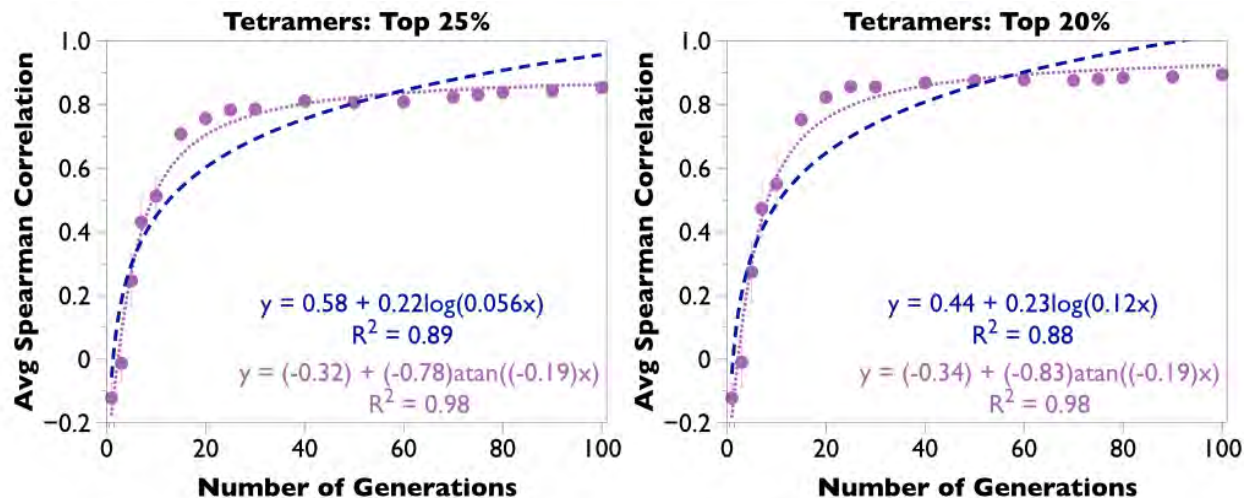 Tetramers: Top 25%
Avg Spearman Correlation
1.0
0.8
0.6
0.4
0.2
0
−0.2
y = 0.58 + 0.22log(0.056x)
R² = 0.89
y = (-0.32) + (-0.78)atan((-0.19)x)
R² = 0.98
0 20 40 60 80 100
Number of Generations
Tetramers: Top 20%
Avg Spearman Correlation
1.0
0.8
0.6
0.4
0.2
0
−0.2
y = 0.44 + 0.23log(0.12x)
R² = 0.88
y = (-0.34) + (-0.83)atan((-0.19)x)
R² = 0.98
0 20 40 60 80 100
Number of Generations